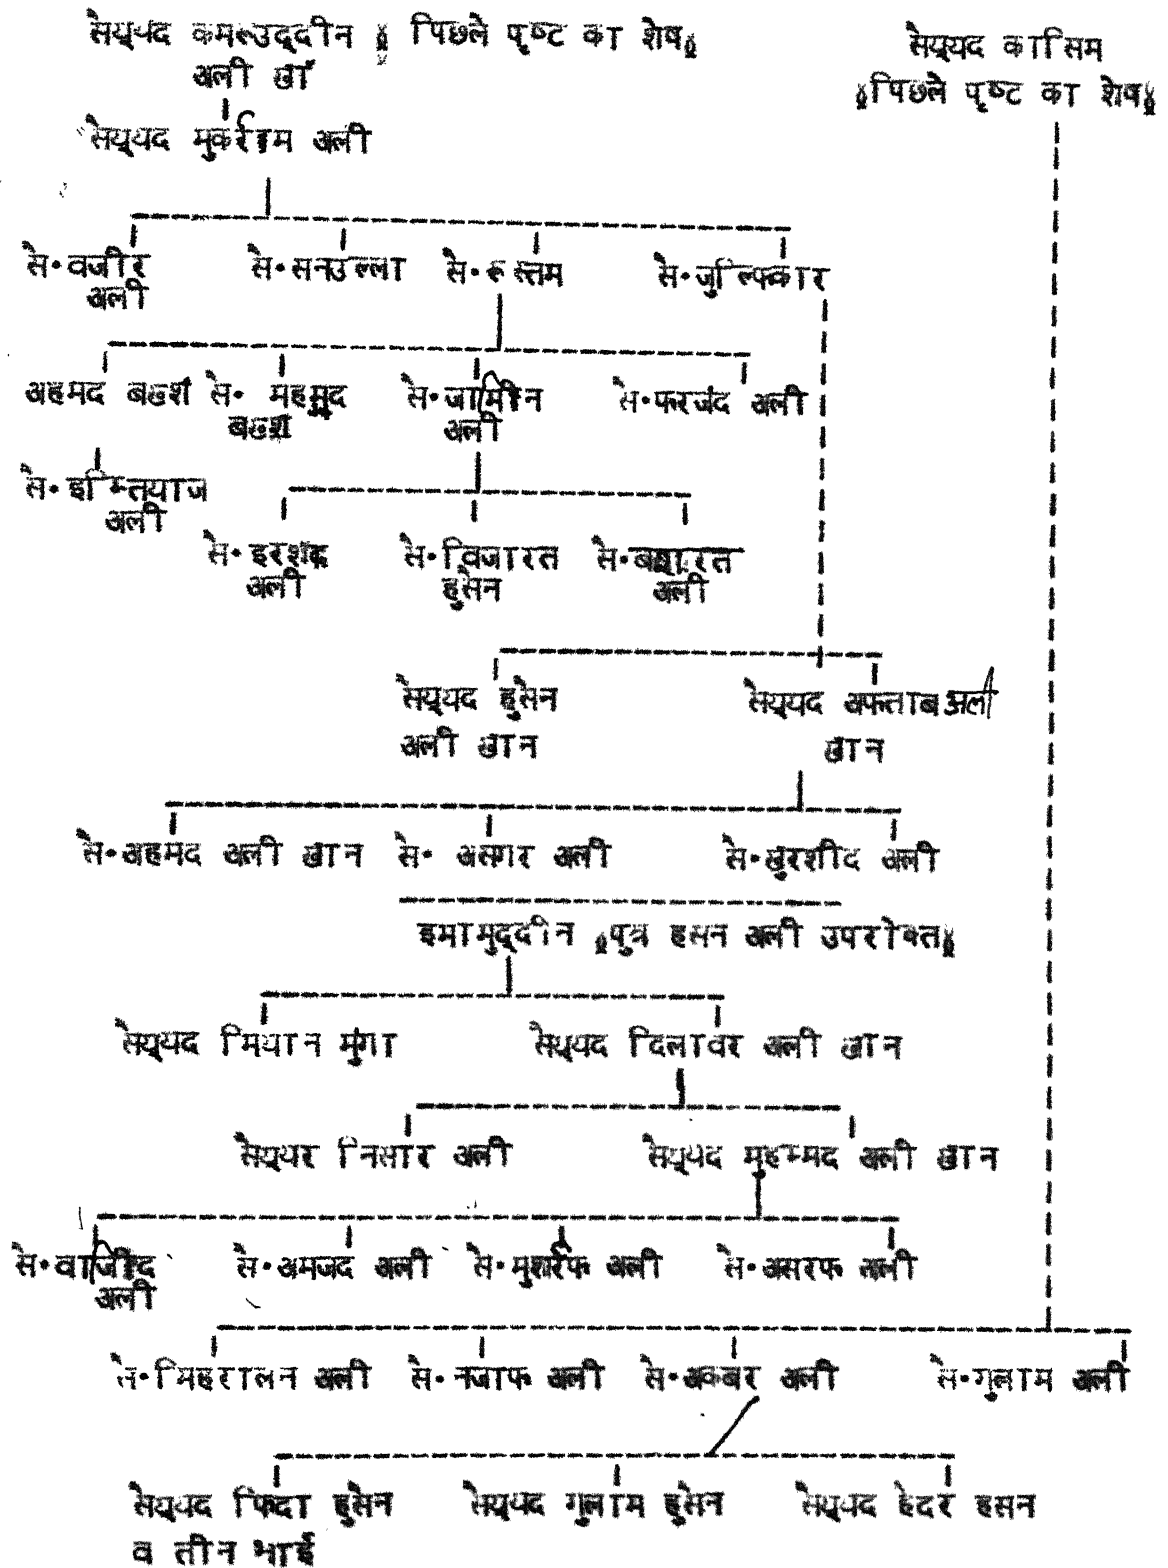 सैय्यद कमरूउद्दीन (पिछले पृष्ट का शेष)
अली खाँ
सैय्यद कासिम
(पिछले पृष्ट का शेष)
सैय्यद मुकर्रम अली
सै॰वजीर सै॰सनउल्ला सै॰रूस्तम सै॰जुल्फिकार
अली
अहमद बख्श सै॰ महमुद सै॰जामीन सै॰फरजंद अली
बख्श अली
सै॰इम्तियाज
अली
सै॰इरशाद सै॰विजारत सै॰बशारत
अली हुसैन अली
सैय्यद हुसैन सैय्यद अफताब अली
अली खान खान
सै॰अहमद अली खान सै॰ असगर अली सै॰खुरशीद अली
इमामुद्दीन (पुत्र हसन अली उपरोक्त)
सैय्यद मियान मुंगा सैय्यद दिलावर अली खान
सैय्यर निसार अली सैय्यद मुहम्मद अली खान
सै॰वाजीद सै॰अमजद अली सै॰मुशर्रफ अली सै॰असरफ अली
अली
सै॰मिहरालन अली सै॰नजाफ अली सै॰अकबर अली सै॰गुलाम अली
सैय्यद फिदा हुसैन सैय्यद गुलाम हुसैन सैय्यद हैदर हसन
व तीन भाई